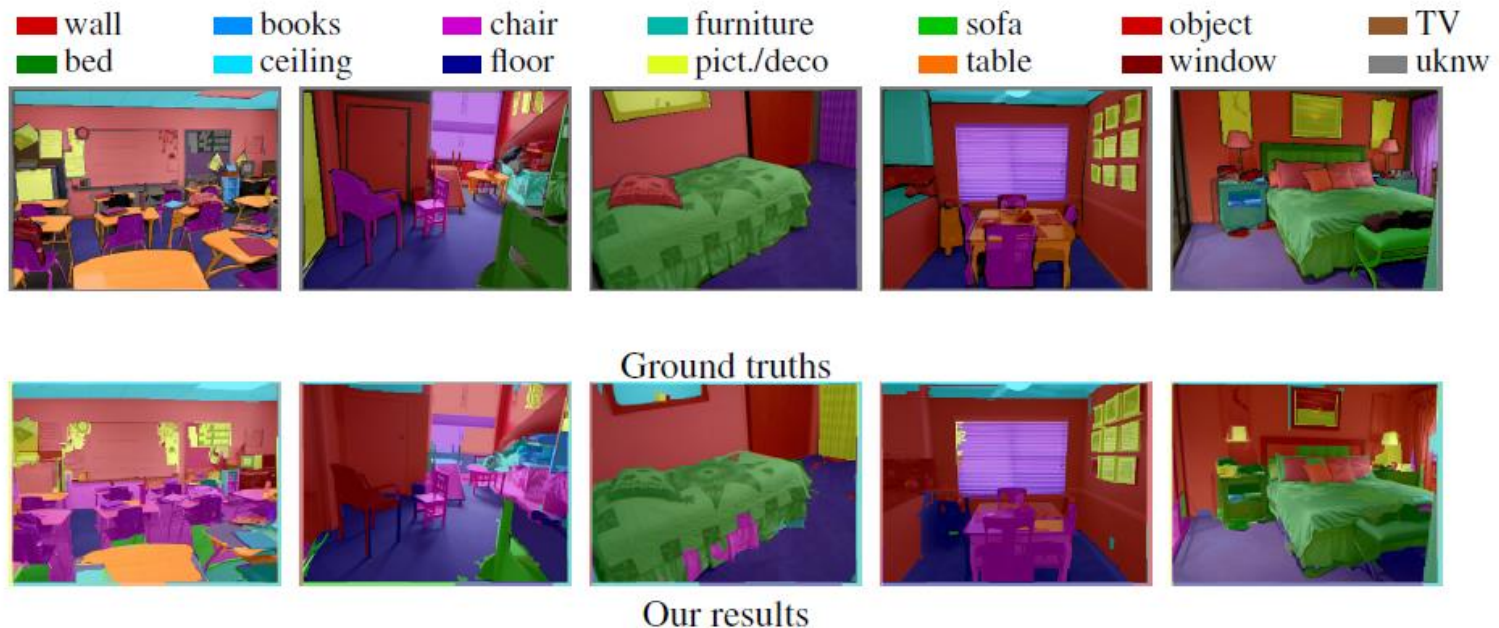 wall books chair furniture sofa object TV
bed ceiling floor pict./deco table window uknw
Ground truths
Our results